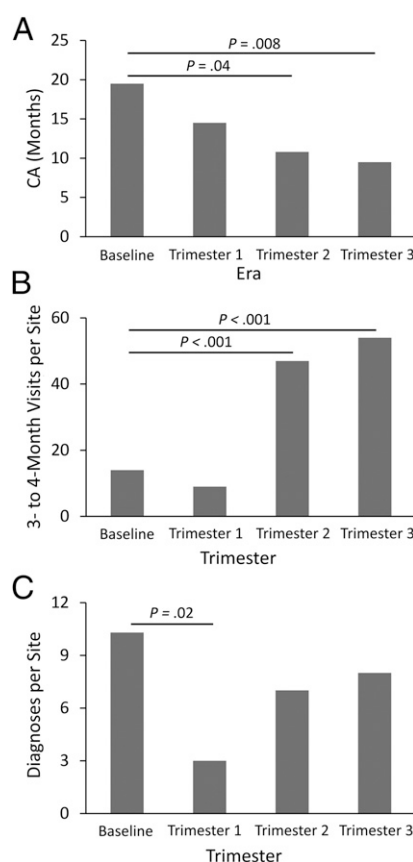 A
25
20
15
10
5
0
CA (Months)
P = .008
P = .04
Baseline Trimester 1 Trimester 2 Trimester 3
Era
B
60
40
20
0
3- to 4-Month Visits per Site
P < .001
P < .001
Baseline Trimester 1 Trimester 2 Trimester 3
Trimester
C
12
9
6
3
0
Diagnoses per Site
P = .02
Baseline Trimester 1 Trimester 2 Trimester 3
Trimester